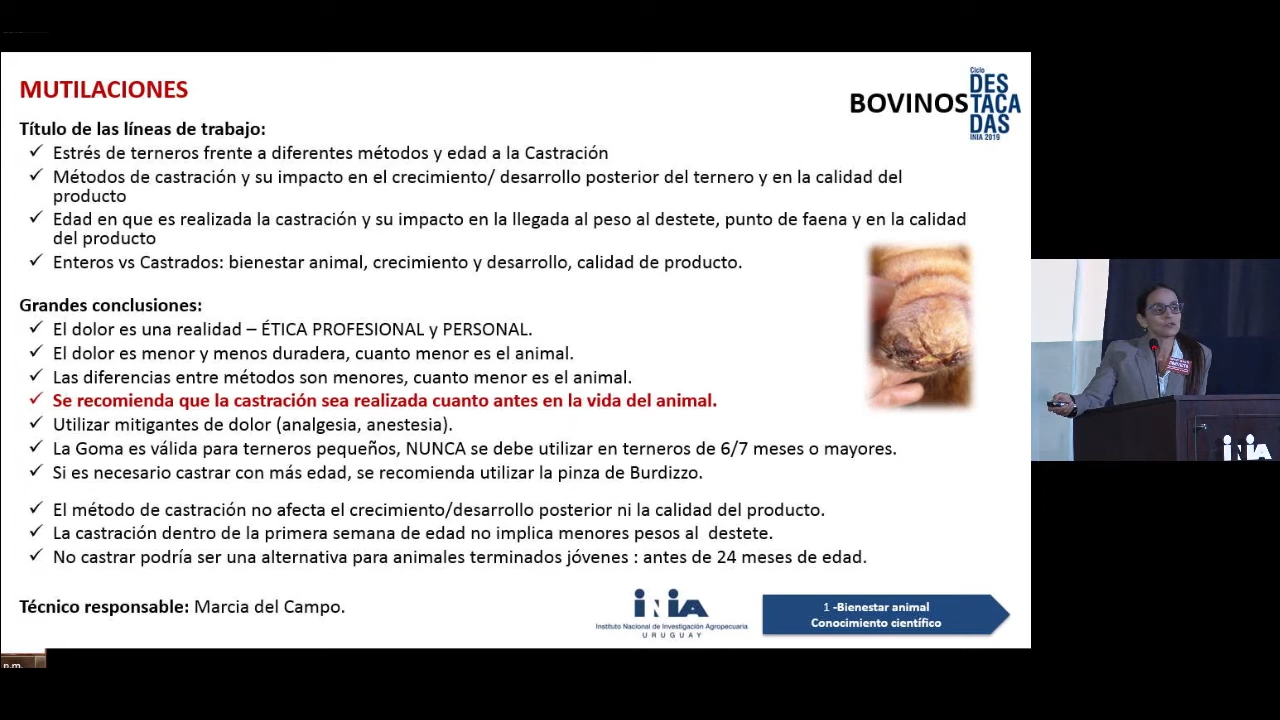 MUTILACIONES
BOVINOS
Ciclo
DES
TACA
DAS
INIA 2019
Título de las líneas de trabajo:
✓ Estrés de terneros frente a diferentes métodos y edad a la Castración
✓ Métodos de castración y su impacto en el crecimiento/ desarrollo posterior del ternero y en la calidad del
producto
✓ Edad en que es realizada la castración y su impacto en la llegada al peso al destete, punto de faena y en la calidad
del producto
✓ Enteros vs Castrados: bienestar animal, crecimiento y desarrollo, calidad de producto.
Grandes conclusiones:
✓ El dolor es una realidad – ÉTICA PROFESIONAL y PERSONAL.
✓ El dolor es menor y menos duradera, cuanto menor es el animal.
✓ Las diferencias entre métodos son menores, cuanto menor es el animal.
✓ Se recomienda que la castración sea realizada cuanto antes en la vida del animal.
✓ Utilizar mitigantes de dolor (analgesia, anestesia).
✓ La Goma es válida para terneros pequeños, NUNCA se debe utilizar en terneros de 6/7 meses o mayores.
✓ Si es necesario castrar con más edad, se recomienda utilizar la pinza de Burdizzo.
✓ El método de castración no afecta el crecimiento/desarrollo posterior ni la calidad del producto.
✓ La castración dentro de la primera semana de edad no implica menores pesos al destete.
✓ No castrar podría ser una alternativa para animales terminados jóvenes : antes de 24 meses de edad.
Técnico responsable: Marcia del Campo.
INIA
Instituto Nacional de Investigación Agropecuaria
URUGUAY
1 -Bienestar animal
Conocimiento científico
INIA
p.m.